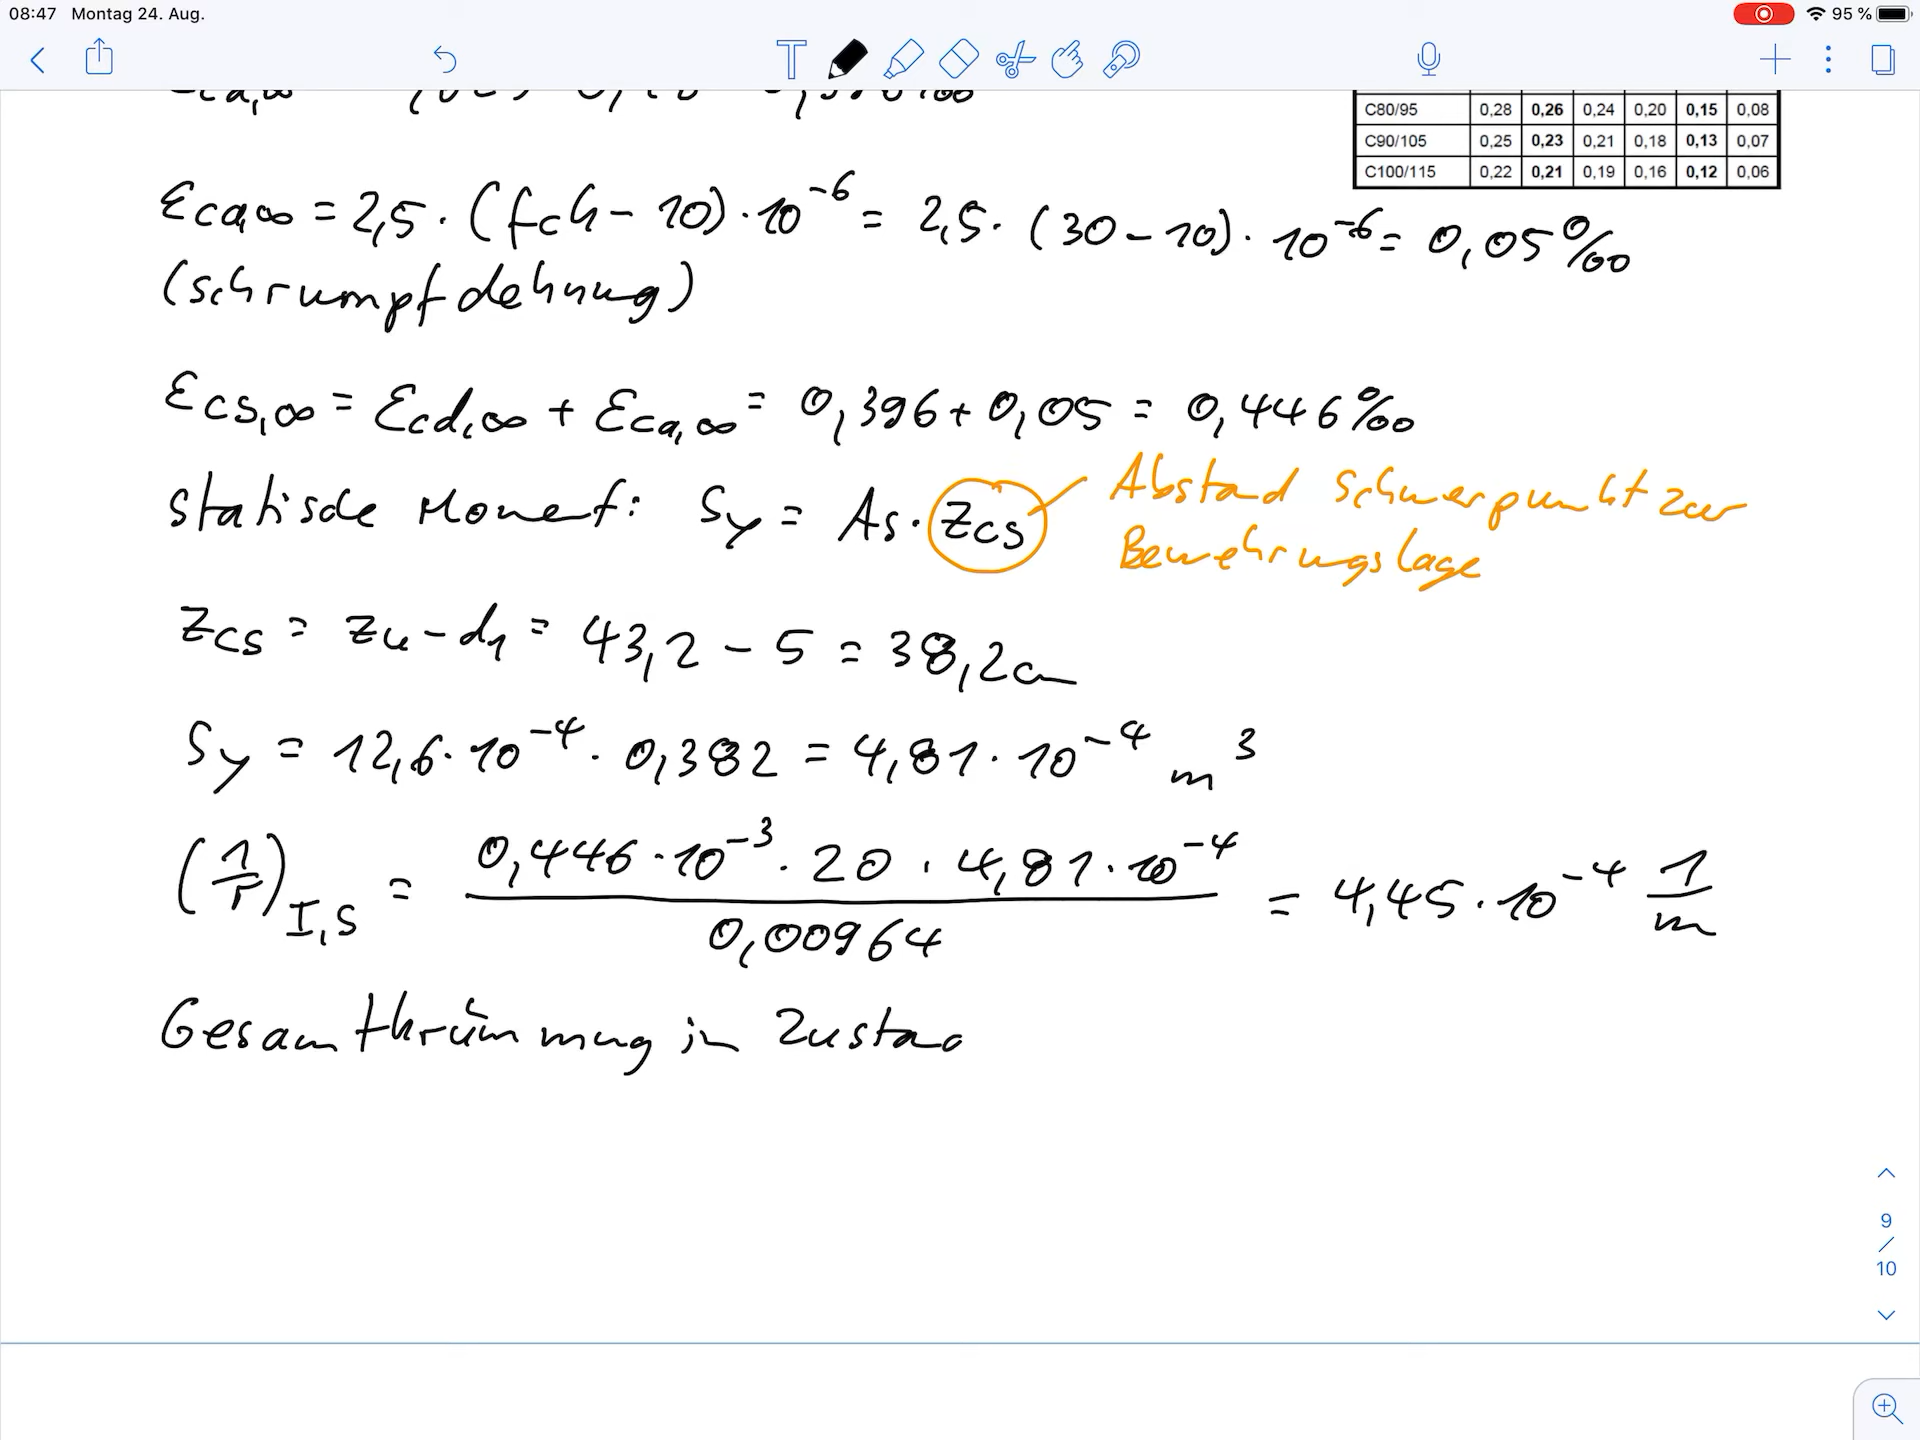 08:47 Montag 24. Aug. 95 %
C80/95 0,28 0,26 0,24 0,20 0,15 0,08
C90/105 0,25 0,23 0,21 0,18 0,13 0,07
C100/115 0,22 0,21 0,19 0,16 0,12 0,06
εca,∞ = 2,5 · (fck - 10) · 10⁻⁶ = 2,5 · (30 - 10) · 10⁻⁶ = 0,05 ‰
(schrumpfdehnung)
εcs,∞ = εcd,∞ + εca,∞ = 0,396 + 0,05 = 0,446 ‰
statische Moment: Sy = As · zcs
Abstand Schwerpunkt zur
Bewehrungslage
zcs = zu - d1 = 43,2 - 5 = 38,2 cm
Sy = 12,6 · 10⁻⁴ · 0,382 = 4,81 · 10⁻⁴ m³
(1/r) I,S = 0,446 · 10⁻³ · 20 · 4,81 · 10⁻⁴ / 0,00964 = 4,45 · 10⁻⁴ 1/m
Gesamtkrümmung in Zustand
9
/
10